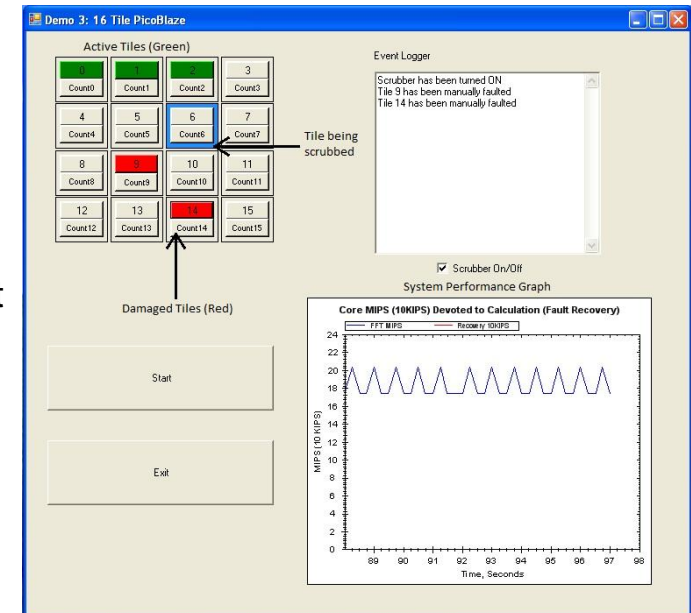 Demo 3: 16 Tile PicoBlaze
Active Tiles (Green)
0 1 2 3
Count0 Count1 Count2 Count3
4 5 6 7
Count4 Count5 Count6 Count7
8 9 10 11
Count8 Count9 Count10 Count11
12 13 14 15
Count12 Count13 Count14 Count15
Tile being
scrubbed
Damaged Tiles (Red)
Event Logger
Scrubber has been turned ON
Tile 9 has been manually faulted
Tile 14 has been manually faulted
Scrubber On/Off
Start
Exit
System Performance Graph
Core MIPS (10KIPS) Devoted to Calculation (Fault Recovery)
FFT MIPS Recovery 10KIPS
MIPS (10 KIPS)
24
22
20
18
16
14
12
10
8
6
4
2
0
89 90 91 92 93 94 95 96 97 98
Time, Seconds
t